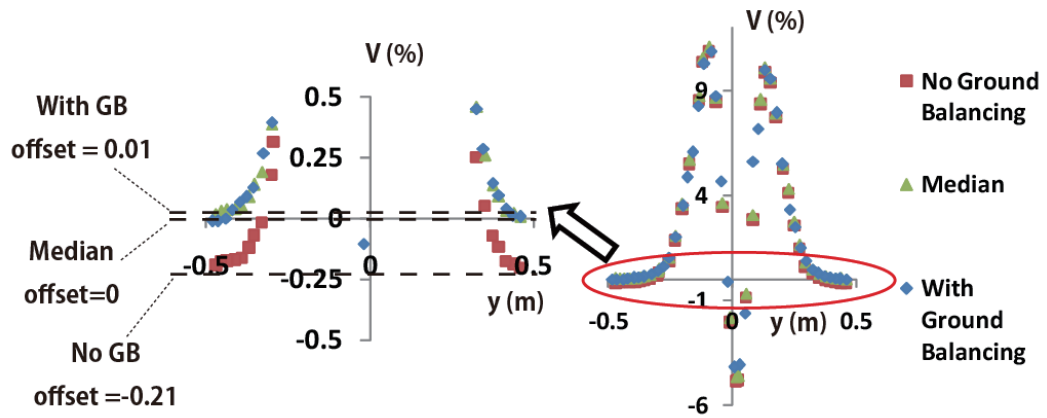 V (%)
With GB
offset = 0.01
Median
offset=0
No GB
offset=-0.21
0.5
0.25
0
-0.25
-0.5
-0.5
0
0.5
y (m)
V (%)
9
4
-1
-6
-0.5
0
0.5
y (m)
No Ground
Balancing
Median
With
Ground
Balancing